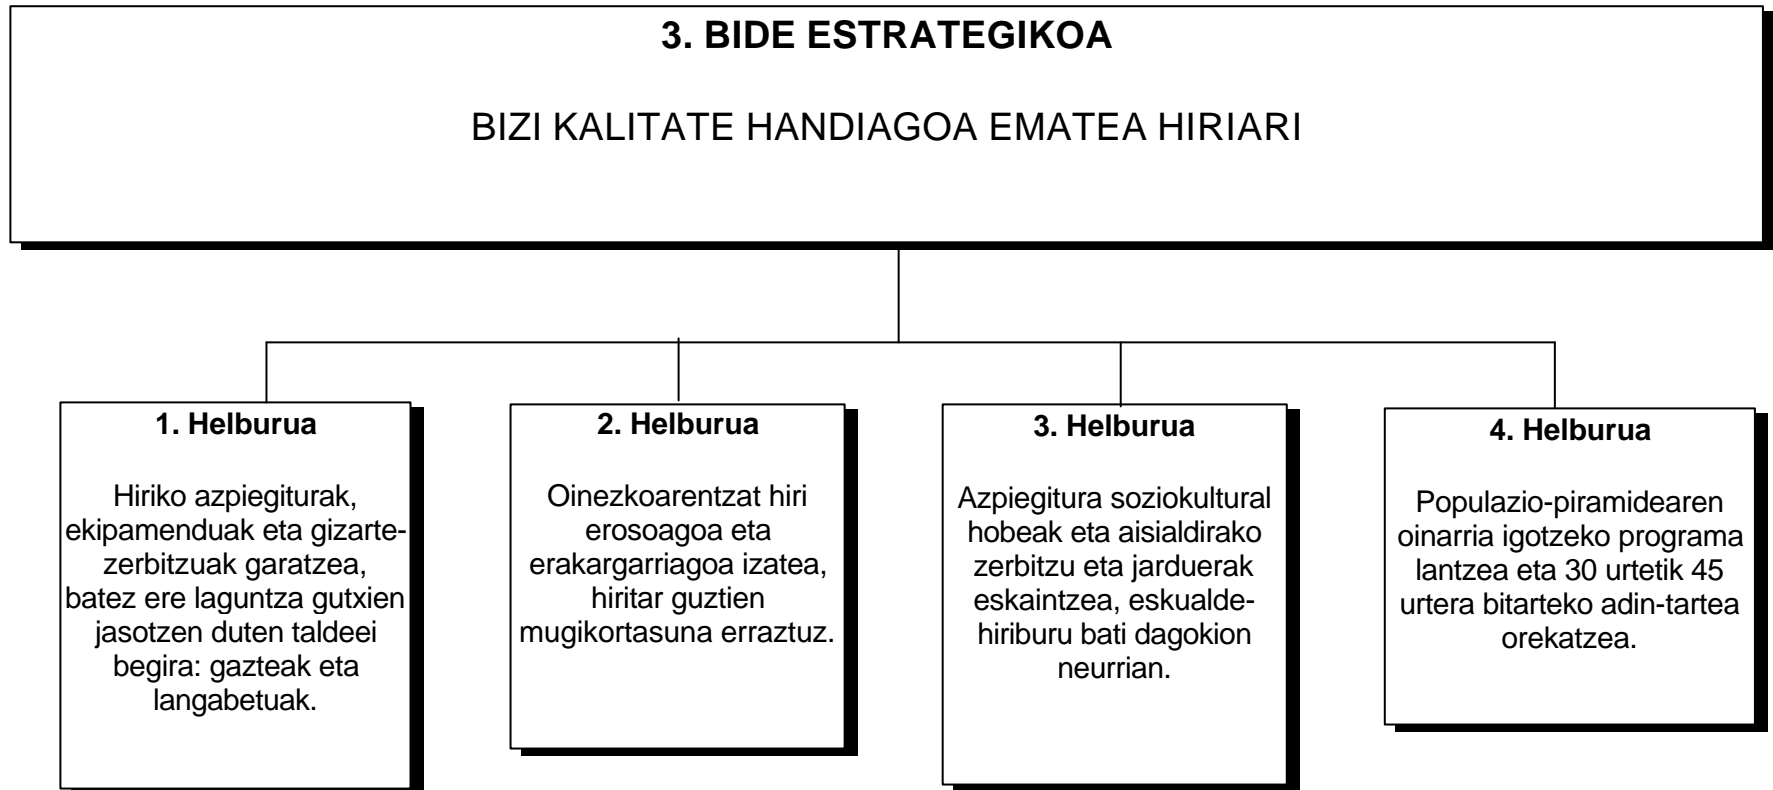 3. BIDE ESTRATEGIKOA
BIZI KALITATE HANDIAGOA EMATEA HIRIARI
1. Helburua
Hiriko azpiegiturak,
ekipamenduak eta gizarte-
zerbitzuak garatzea,
batez ere laguntza gutxien
jasotzen duten taldeei
begira: gazteak eta
langabetuak.
2. Helburua
Oinezkoarentzat hiri
erosoagoa eta
erakargarriagoa izatea,
hiritar guztien
mugikortasuna erraztuz.
3. Helburua
Azpiegitura soziokultural
hobeak eta aisialdirako
zerbitzu eta jarduerak
eskaintzea, eskualde-
hiriburu bati dagokion
neurrian.
4. Helburua
Populazio-piramidearen
oinarria igotzeko programa
lantzea eta 30 urtetik 45
urtera bitarteko adin-tartea
orekatzea.